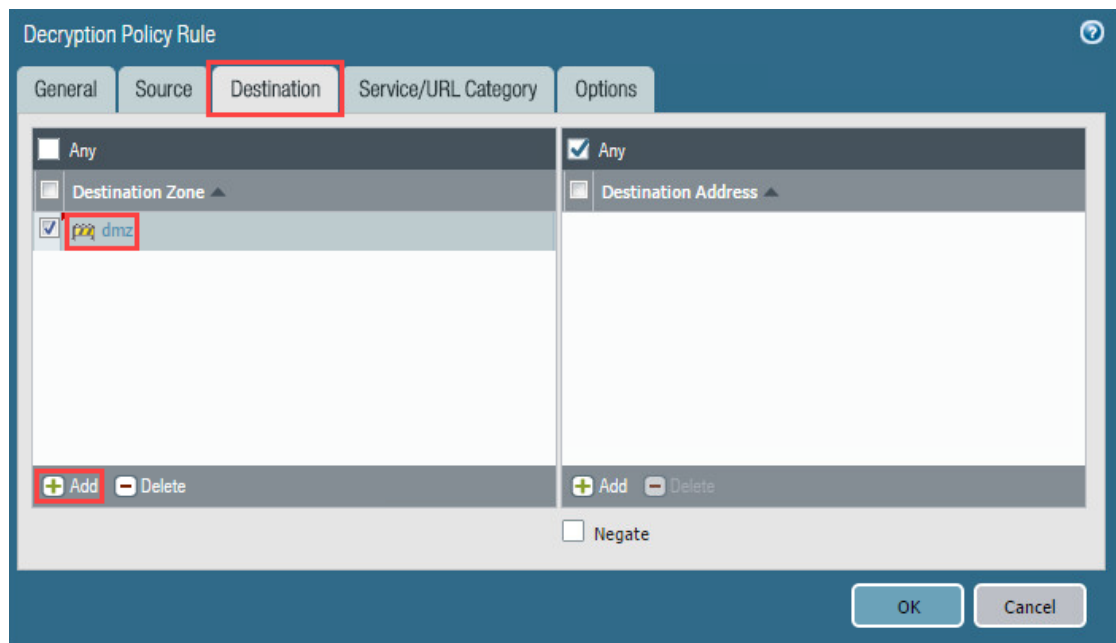 Decryption Policy Rule
General Source Destination Service/URL Category Options
Any
Destination Zone
dmz
Add Delete
Any
Destination Address
Add Delete
Negate
OK Cancel